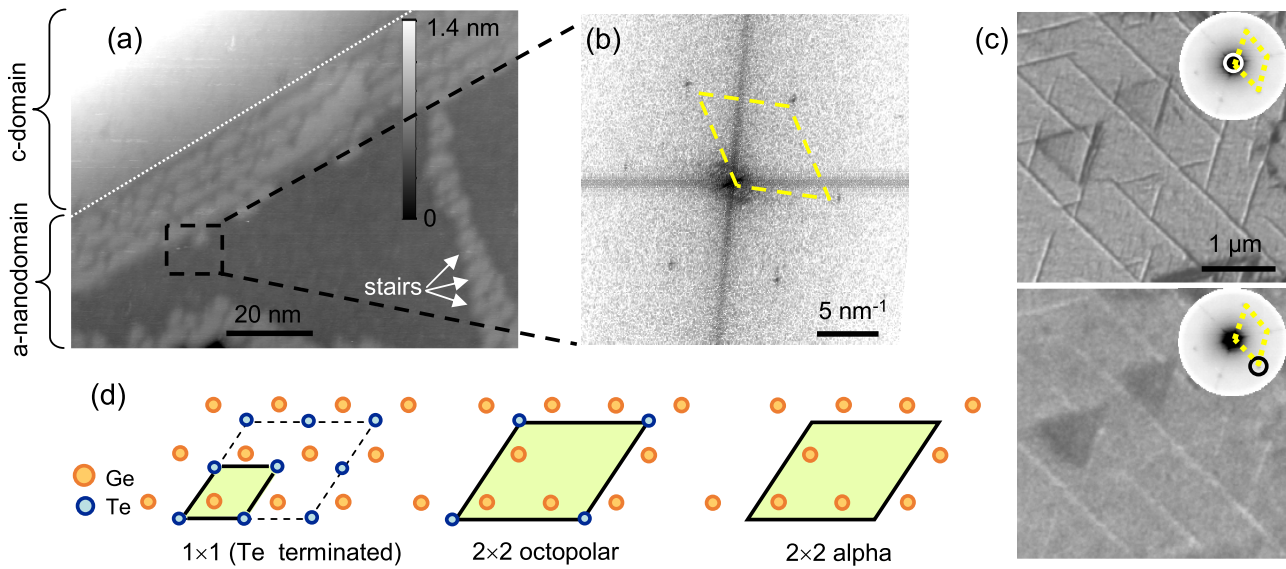 (a)
1.4 nm
0
c-domain
a-nanodomain
stairs
20 nm
(b)
5 nm⁻¹
(c)
1 μm
(d)
Ge
Te
1×1 (Te terminated)
2×2 octopolar
2×2 alpha